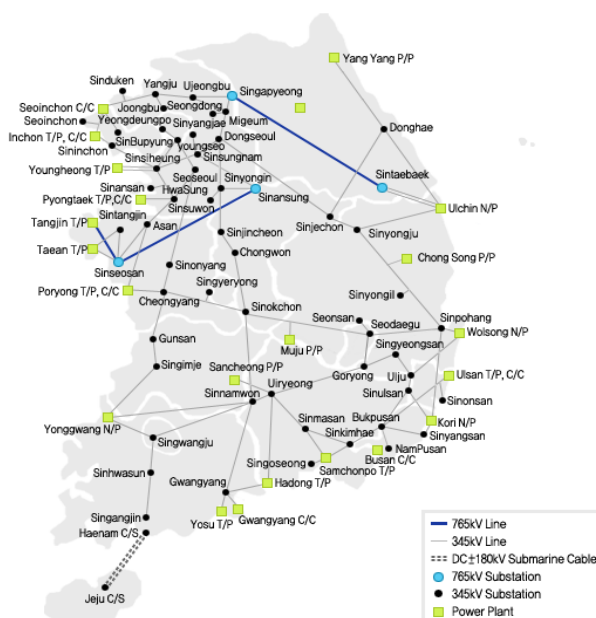 Yang Yang P/P
Sinduken
Yangju
Ujeongbu
Singapyeong
Seoinchon C/C
Joongbu
Seongdong
Migeum
Seoinchon
Yeongdeungpo
Sinyangjae
Donghae
Inchon T/P, C/C
SinBupyung
youngseo
Dongseoul
Sininchon
Sinsiheung
Sinsungnam
Youngheong T/P
Seoseoul
Sinyongin
Sintaebaek
Sinansan
HwaSung
Sinansung
Pyongtaek T/P,C/C
Sinsuwon
Ulchin N/P
Tangjin T/P
Sintangjin
Asan
Sinjechon
Sinyongju
Taean T/P
Sinjincheon
Sinseosan
Sinonyang
Chongwon
Chong Song P/P
Poryong T/P, C/C
Singyeryong
Cheongyang
Sinyongil
Sinokchon
Seonsan
Seodaegu
Sinpohang
Wolsong N/P
Gunsan
Muju P/P
Singyeongsan
Singimje
Sancheong P/P
Goryong
Ulju
Ulsan T/P, C/C
Uiryeong
Sinulsan
Sinnamwon
Sinonsan
Yonggwang N/P
Sinmasan
Bukpusan
Kori N/P
Singwangju
Sinkimhae
Sinyangsan
Busan C/C
NamPusan
Sinhwasun
Gwangyang
Singoseong
Samchonpo T/P
Hadong T/P
Singangjin
Yosu T/P
Gwangyang C/C
Haenam C/S
Jeju C/S
765kV Line
345kV Line
DC±180kV Submarine Cable
765kV Substation
345kV Substation
Power Plant